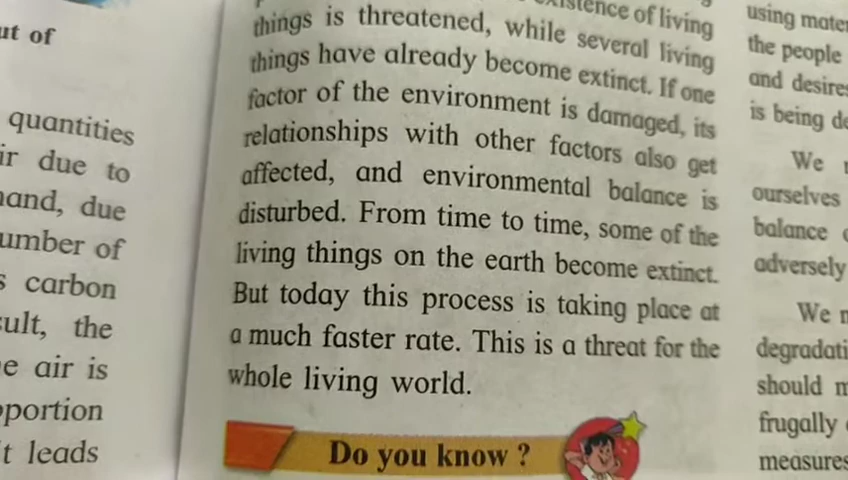 ut of
quantities
ir due to
and, due
umber of
s carbon
sult, the
e air is
portion
t leads
existence of living
things is threatened, while several living
things have already become extinct. If one
factor of the environment is damaged, its
relationships with other factors also get
affected, and environmental balance is
disturbed. From time to time, some of the
living things on the earth become extinct.
But today this process is taking place at
a much faster rate. This is a threat for the
whole living world.
Do you know ?
using mater
the people
and desires
is being de
We
ourselves
balance
adversely
We
degradati
should
frugally
measures